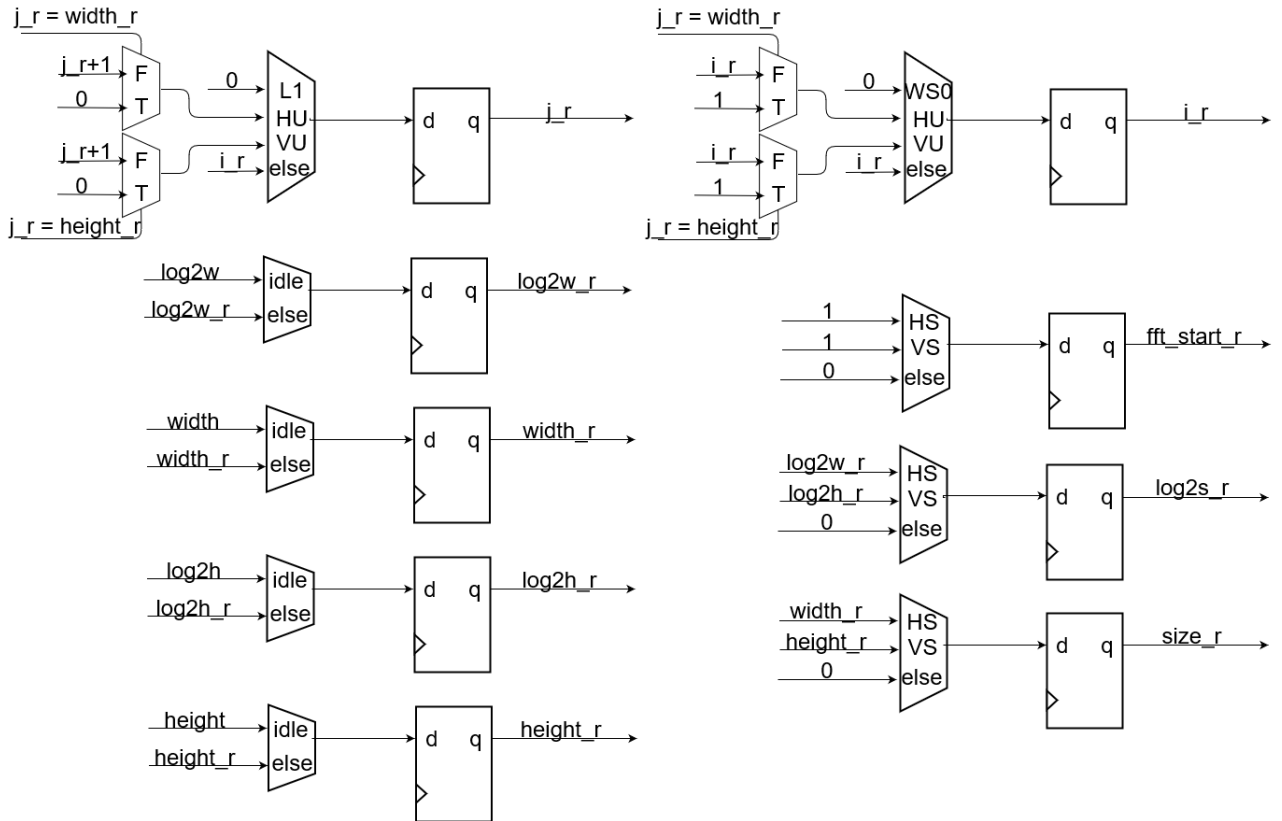 j_r = width_r
j_r+1
F
0
T
j_r+1
F
0
T
j_r = height_r
0
L1
HU
VU
i_r
else
d
q
j_r
j_r = width_r
i_r
F
1
T
i_r
F
1
T
j_r = height_r
0
WS0
HU
VU
i_r
else
d
q
i_r
log2w
idle
log2w_r
else
d
q
log2w_r
width
idle
width_r
else
d
q
width_r
log2h
idle
log2h_r
else
d
q
log2h_r
height
idle
height_r
else
d
q
height_r
1
HS
1
VS
0
else
d
q
fft_start_r
log2w_r
HS
log2h_r
VS
0
else
d
q
log2s_r
width_r
HS
height_r
VS
0
else
d
q
size_r